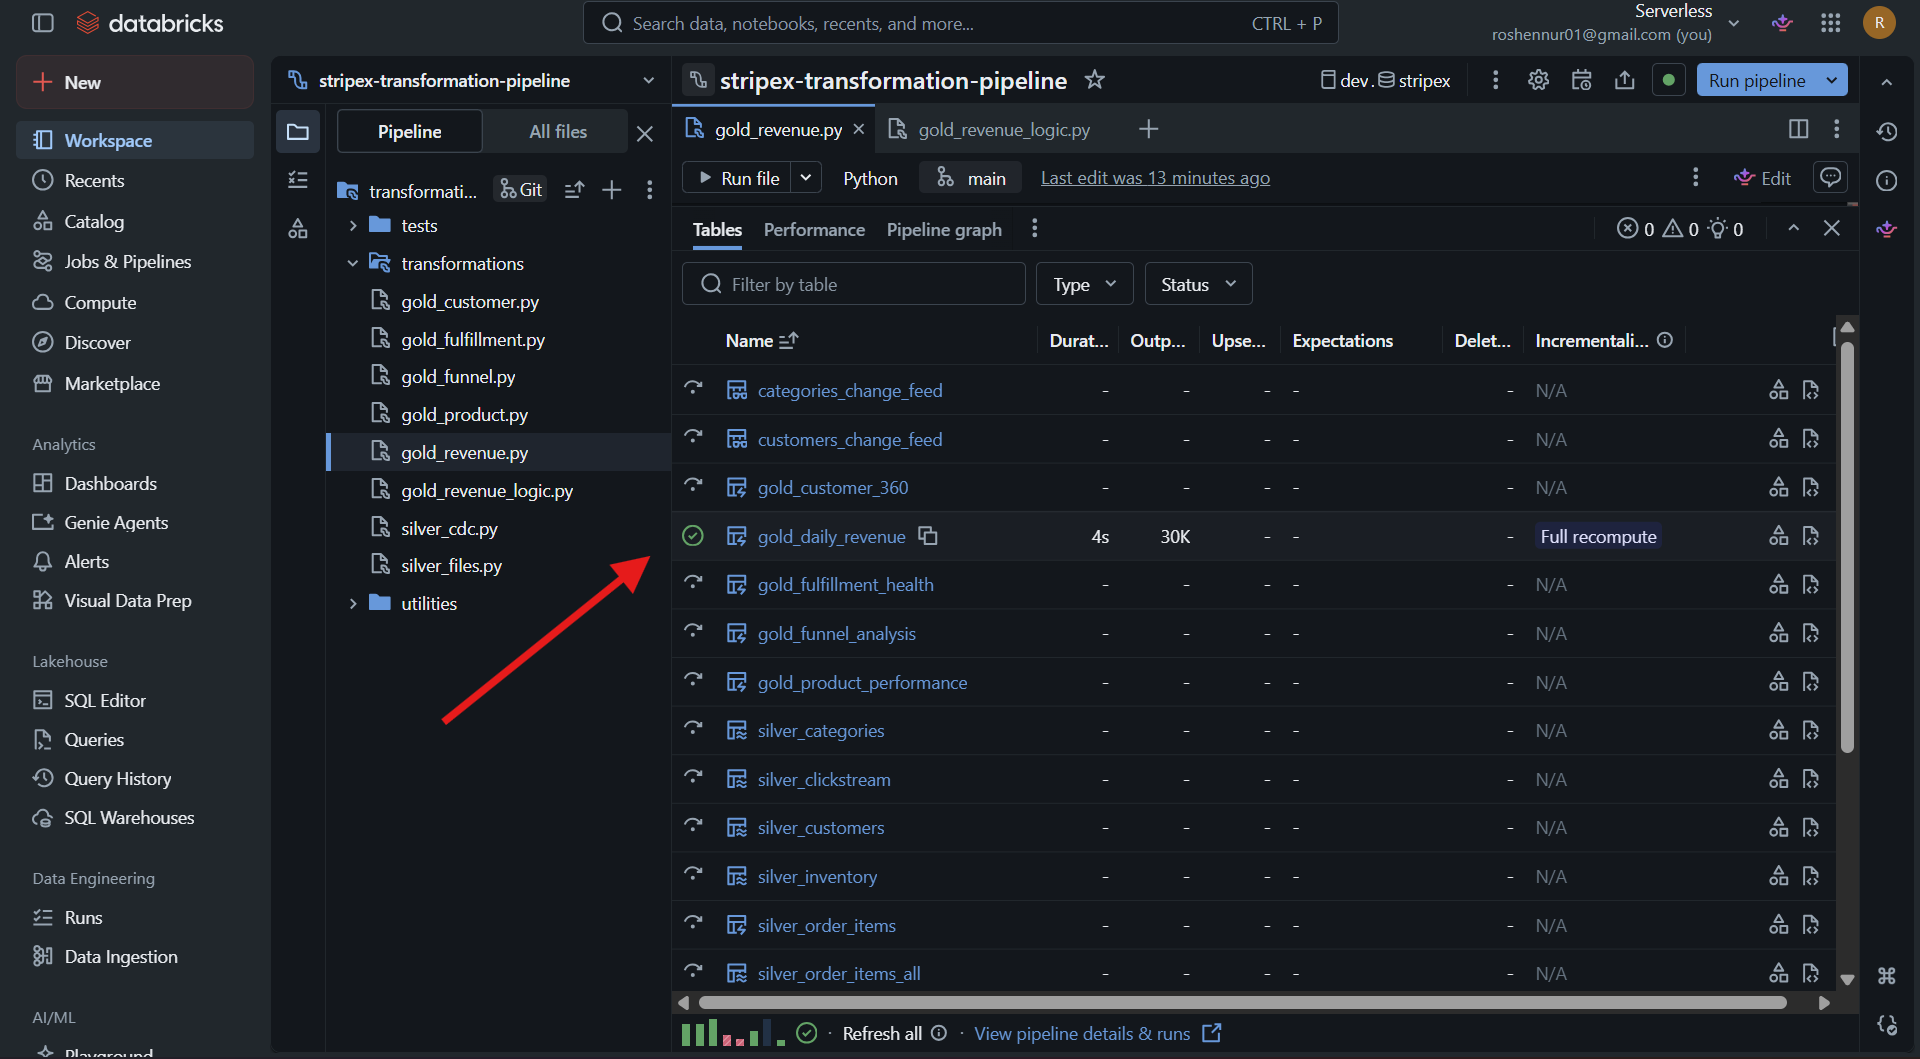 databricks
Search data, notebooks, recents, and more...
CTRL + P
Serverless
roshennur01@gmail.com (you)
R
New
Workspace
Recents
Catalog
Jobs & Pipelines
Compute
Discover
Marketplace
Analytics
Dashboards
Genie Agents
Alerts
Visual Data Prep
Lakehouse
SQL Editor
Queries
Query History
SQL Warehouses
Data Engineering
Runs
Data Ingestion
AI/ML
Playground
stripex-transformation-pipeline
Pipeline
All files
transformati...
Git
tests
transformations
gold_customer.py
gold_fulfillment.py
gold_funnel.py
gold_product.py
gold_revenue.py
gold_revenue_logic.py
silver_cdc.py
silver_files.py
utilities
stripex-transformation-pipeline
dev . stripex
Run pipeline
gold_revenue.py
gold_revenue_logic.py
Run file
Python
main
Last edit was 13 minutes ago
Edit
Tables
Performance
Pipeline graph
0 0 0
Filter by table
Type
Status
Name Durat... Outp... Upse... Expectations Delet... Incrementali...
categories_change_feed - - - - - N/A
customers_change_feed - - - - - N/A
gold_customer_360 - - - - - N/A
gold_daily_revenue 4s 30K - - - Full recompute
gold_fulfillment_health - - - - - N/A
gold_funnel_analysis - - - - - N/A
gold_product_performance - - - - - N/A
silver_categories - - - - - N/A
silver_clickstream - - - - - N/A
silver_customers - - - - - N/A
silver_inventory - - - - - N/A
silver_order_items - - - - - N/A
silver_order_items_all - - - - - N/A
· Refresh all · View pipeline details & runs